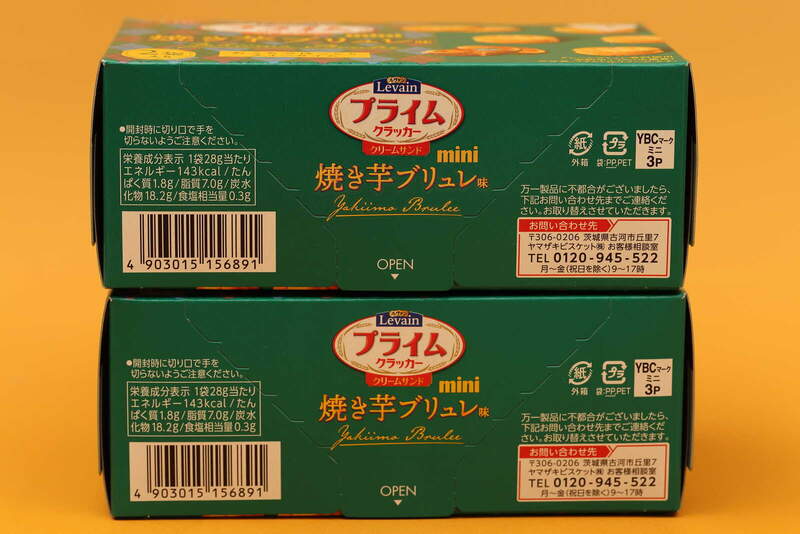 ルヴァン
Levain
プライム
クラッカー
クリームサンド
mini
焼き芋ブリュレ味
Yakiimo Brulee
OPEN
●開封時に切り口で手を
切らないようご注意ください。
栄養成分表示 1袋28g当たり
エネルギー143kcal/たん
ぱく質1.8g/脂質7.0g/炭水
化物18.2g/食塩相当量0.3g
4 903015 156891
紙
外箱
プラ
袋:PP,PET
YBCマーク
ミニ
3P
万一製品に不都合がございましたら、
下記お問い合わせ先までご連絡くださ
い。お取り替えさせていただきます。
お問い合わせ先
〒306-0206 茨城県古河市丘里7
ヤマザキビスケット㈱ お客様相談室
TEL 0120-945-522
月〜金(祝日を除く)9〜17時
ルヴァン
Levain
プライム
クラッカー
クリームサンド
mini
焼き芋ブリュレ味
Yakiimo Brulee
OPEN
●開封時に切り口で手を
切らないようご注意ください。
栄養成分表示 1袋28g当たり
エネルギー143kcal/たん
ぱく質1.8g/脂質7.0g/炭水
化物18.2g/食塩相当量0.3g
4 903015 156891
紙
外箱
プラ
袋:PP,PET
YBCマーク
ミニ
3P
万一製品に不都合がございましたら、
下記お問い合わせ先までご連絡くださ
い。お取り替えさせていただきます。
お問い合わせ先
〒306-0206 茨城県古河市丘里7
ヤマザキビスケット㈱ お客様相談室
TEL 0120-945-522
月〜金(祝日を除く)9〜17時